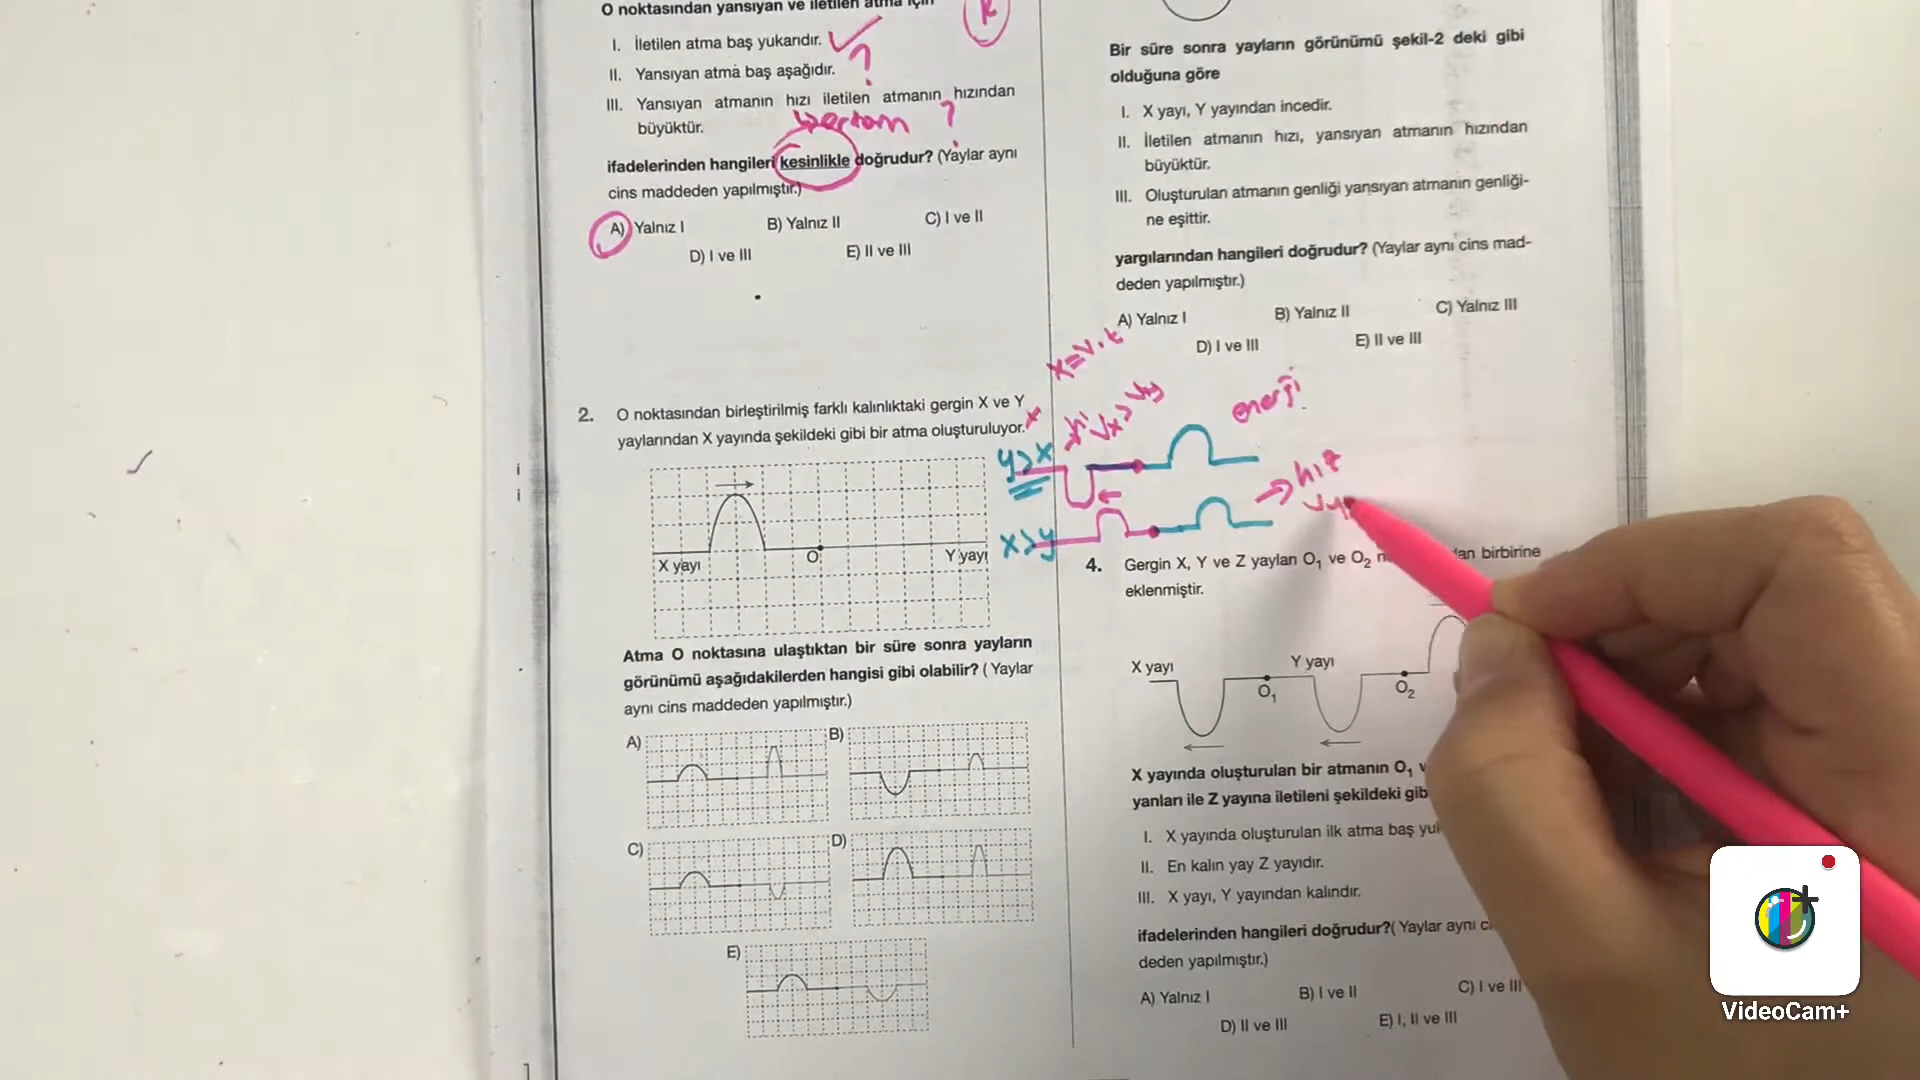 O noktasından yansıyan ve iletilen atma için
I. İletilen atma baş yukarıdır.
II. Yansıyan atma baş aşağıdır.
?
III. Yansıyan atmanın hızı iletilen atmanın hızından
büyüktür.
ortam
?
ifadelerinden hangileri kesinlikle doğrudur? (Yaylar aynı
cins maddeden yapılmıştır.)
A) Yalnız I
B) Yalnız II
C) I ve II
D) I ve III
E) II ve III
2. O noktasından birleştirilmiş farklı kalınlıktaki gergin X ve Y
yaylarından X yayında şekildeki gibi bir atma oluşturuluyor.
X yayı
O
Y yayı
Atma O noktasına ulaştıktan bir süre sonra yayların
görünümü aşağıdakilerden hangisi gibi olabilir? ( Yaylar
aynı cins maddeden yapılmıştır.)
A)
B)
C)
D)
E)
Bir süre sonra yayların görünümü şekil-2 deki gibi
olduğuna göre
I. X yayı, Y yayından incedir.
II. İletilen atmanın hızı, yansıyan atmanın hızından
büyüktür.
III. Oluşturulan atmanın genliği yansıyan atmanın genliği-
ne eşittir.
yargılarından hangileri doğrudur? (Yaylar aynı cins mad-
deden yapılmıştır.)
A) Yalnız I
B) Yalnız II
C) Yalnız III
D) I ve III
E) II ve III
x=v.t
Vx>Vy
enerji
y>x
hız
x>y
4. Gergin X, Y ve Z yayları O1 ve O2 birbirine
eklenmiştir.
X yayı
O1
Y yayı
O2
X yayında oluşturulan bir atmanın O1
yanları ile Z yayına iletileni şekildeki gib
I. X yayında oluşturulan ilk atma baş
II. En kalın yay Z yayıdır.
III. X yayı, Y yayından kalındır.
ifadelerinden hangileri doğrudur?( Yaylar aynı
deden yapılmıştır.)
A) Yalnız I
B) I ve II
C) I ve III
D) II ve III
E) I, II ve III
VideoCam+